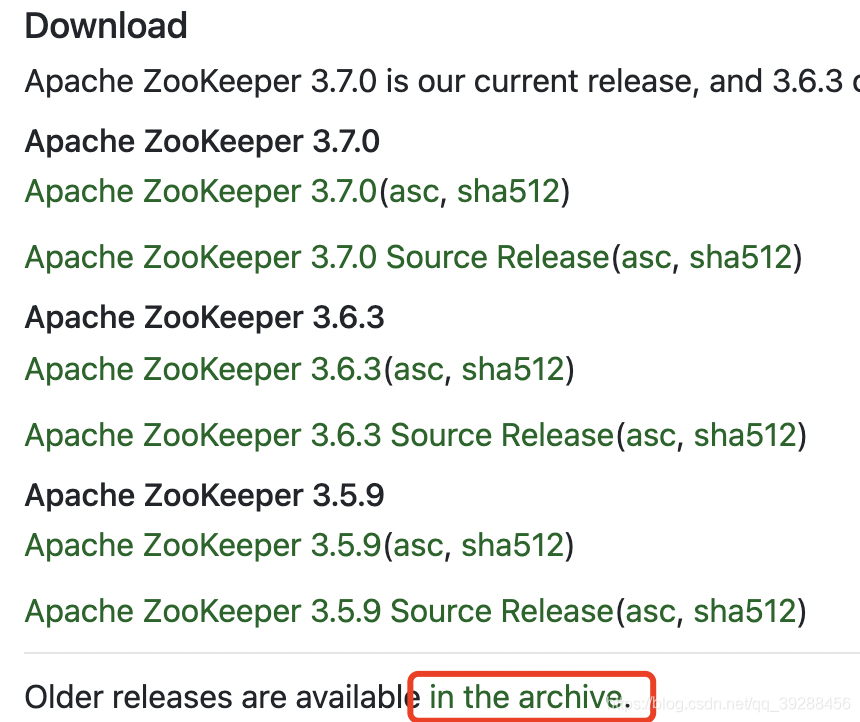 Download
Apache ZooKeeper 3.7.0 is our current release, and 3.6.3
Apache ZooKeeper 3.7.0
Apache ZooKeeper 3.7.0(asc, sha512)
Apache ZooKeeper 3.7.0 Source Release(asc, sha512)
Apache ZooKeeper 3.6.3
Apache ZooKeeper 3.6.3(asc, sha512)
Apache ZooKeeper 3.6.3 Source Release(asc, sha512)
Apache ZooKeeper 3.5.9
Apache ZooKeeper 3.5.9(asc, sha512)
Apache ZooKeeper 3.5.9 Source Release(asc, sha512)
Older releases are available in the archive.
https://blog.csdn.net/qq_39288456